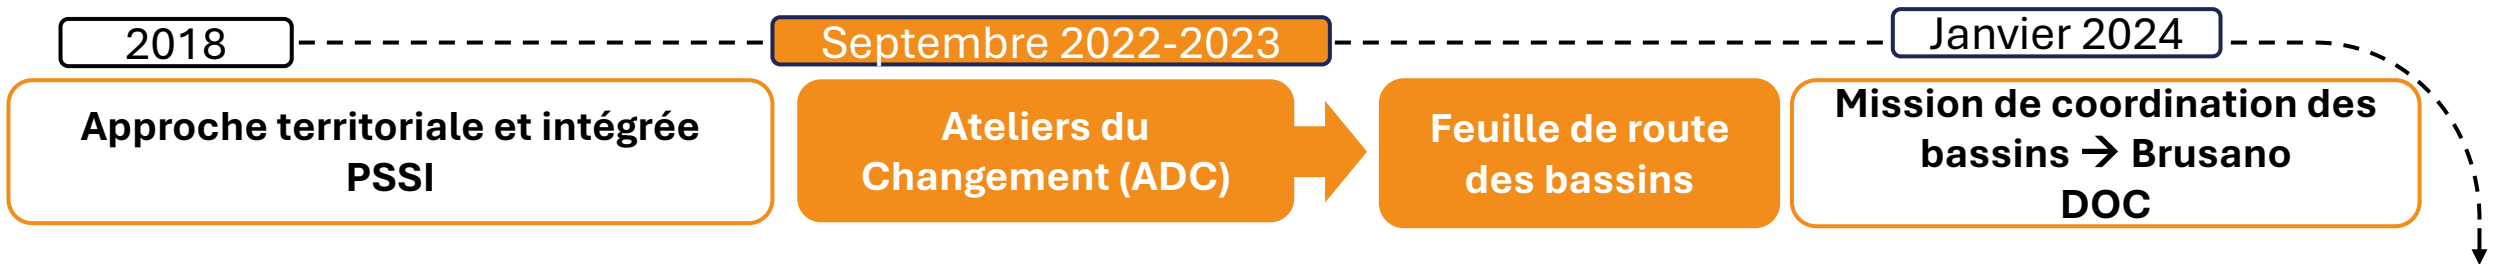 2018
Septembre 2022-2023
Janvier 2024
Approche territoriale et intégrée
PSSI
Ateliers du
Changement (ADC)
Feuille de route
des bassins
Mission de coordination des
bassins → Brusano
DOC